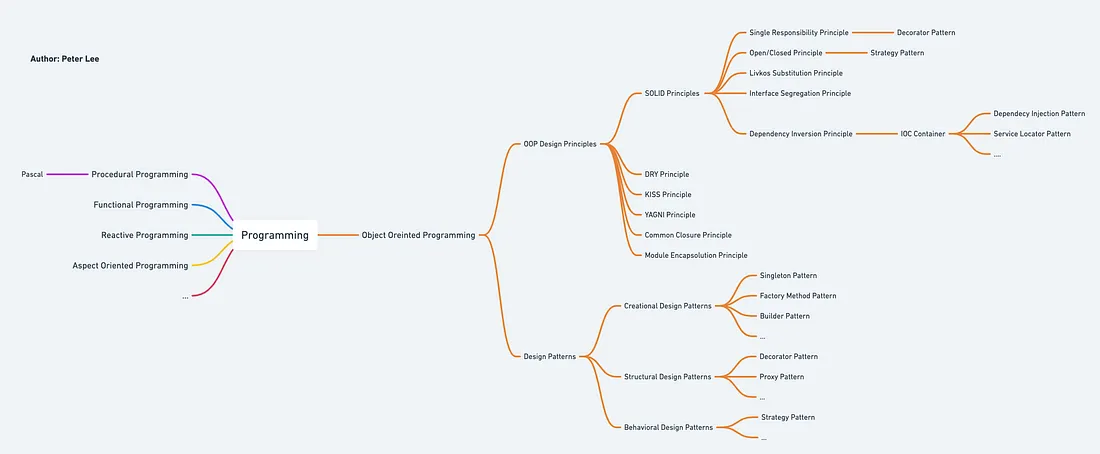 Author: Peter Lee
Programming
Procedural Programming
Pascal
Functional Programming
Reactive Programming
Aspect Oriented Programming
...
Object Oreinted Programming
OOP Design Principles
SOLID Principles
Single Responsibility Principle
Decorator Pattern
Open/Closed Principle
Strategy Pattern
Livkos Substitution Principle
Interface Segregation Principle
Dependency Inversion Principle
IOC Container
Dependecy Injection Pattern
Service Locator Pattern
....
DRY Principle
KISS Principle
YAGNI Principle
Common Closure Principle
Module Encapsolution Principle
Design Patterns
Creational Design Patterns
Singleton Pattern
Factory Method Pattern
Builder Pattern
...
Structural Design Patterns
Decorator Pattern
Proxy Pattern
...
Behavioral Design Patterns
Strategy Pattern
...